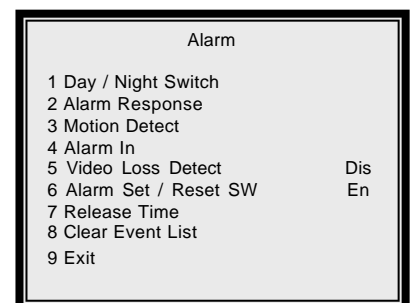 Alarm
1 Day / Night Switch
2 Alarm Response
3 Motion Detect
4 Alarm In
5 Video Loss Detect Dis
6 Alarm Set / Reset SW En
7 Release Time
8 Clear Event List
9 Exit